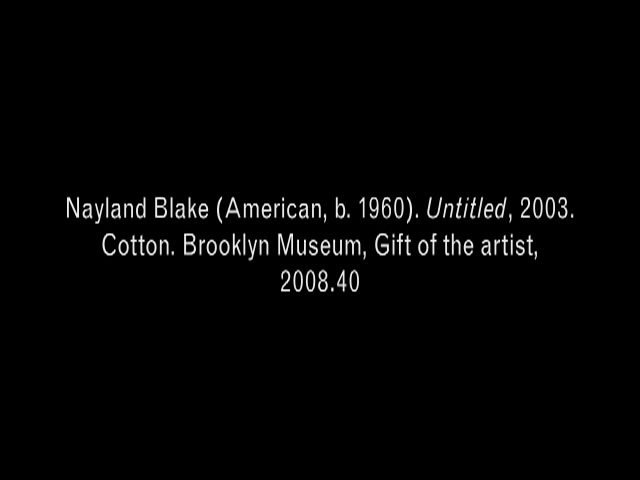 Nayland Blake (American, b. 1960). Untitled, 2003.
Cotton. Brooklyn Museum, Gift of the artist,
2008.40